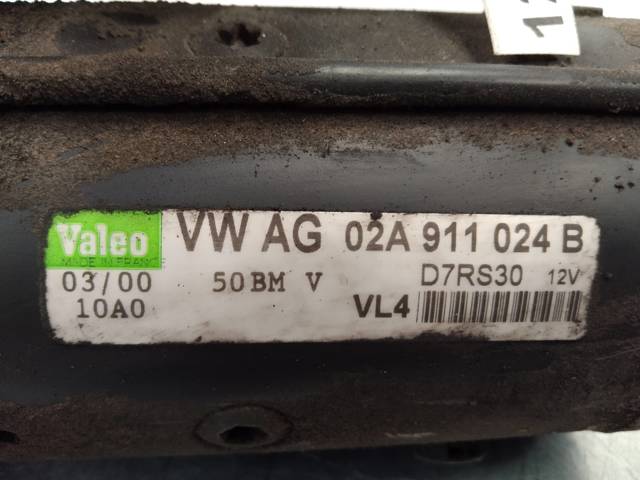 Valeo VW AG 02A 911 024 B
MADE IN FRANCE
03/00 50BM V D7RS30 12V
10A0 VL4